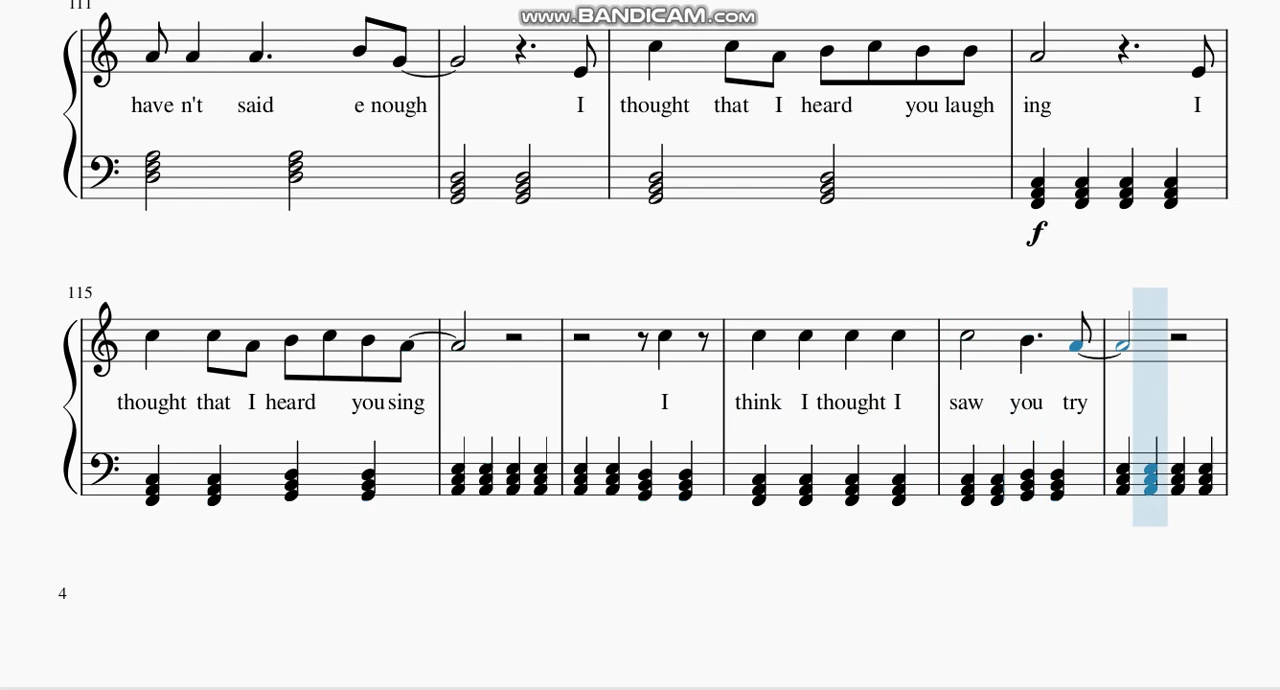 111
www.BANDICAM.com
have n't said e nough I thought that I heard you laugh ing I
f
115
thought that I heard you sing I think I thought I saw you try
4